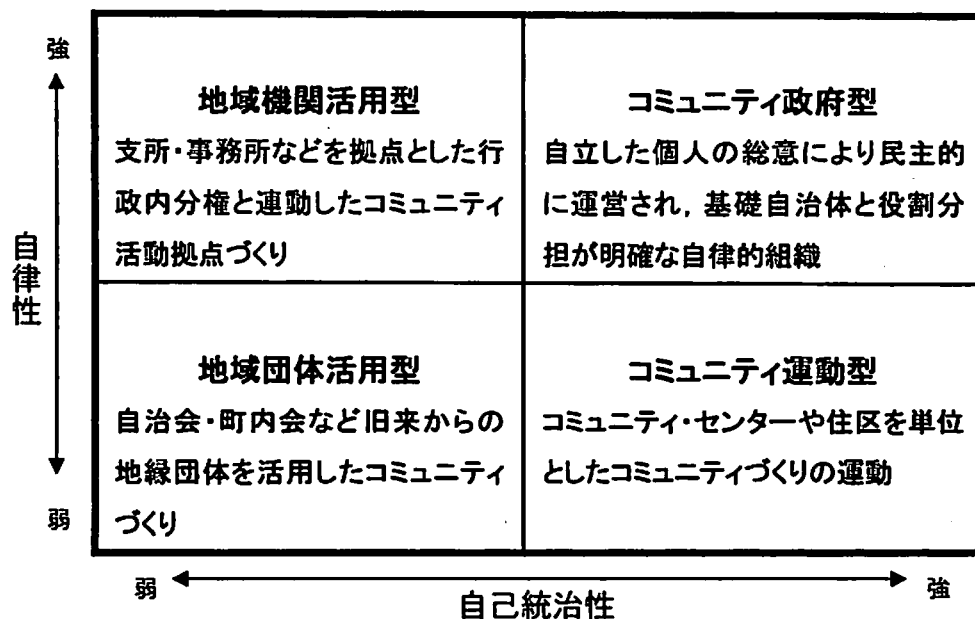 強
自律性
弱
地域機関活用型
支所・事務所などを拠点とした行
政内分権と連動したコミュニティ
活動拠点づくり
コミュニティ政府型
自立した個人の総意により民主的
に運営され，基礎自治体と役割分
担が明確な自律的組織
地域団体活用型
自治会・町内会など旧来からの
地縁団体を活用したコミュニティ
づくり
コミュニティ運動型
コミュニティ・センターや住区を単位
としたコミュニティづくりの運動
弱
自己統治性
強